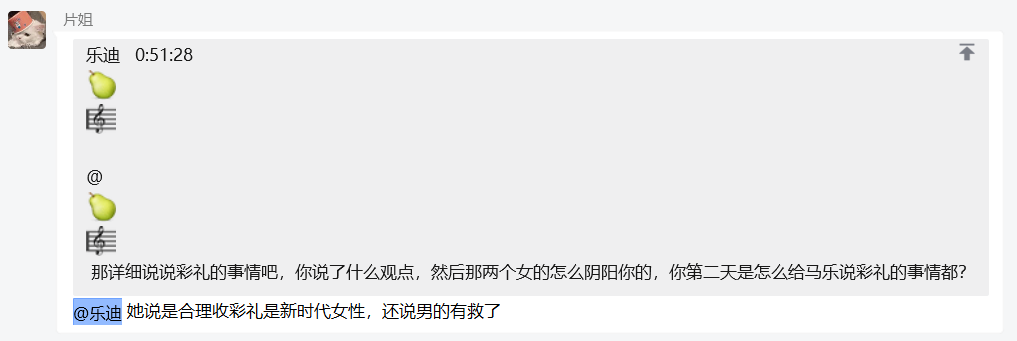 片姐
乐迪 0:51:28
🍐
🎼
@
🍐
🎼
那详细说说彩礼的事情吧，你说了什么观点，然后那两个女的怎么阴阳你的，你第二天是怎么给马乐说彩礼的事情都?
@乐迪 她说是合理收彩礼是新时代女性，还说男的有救了